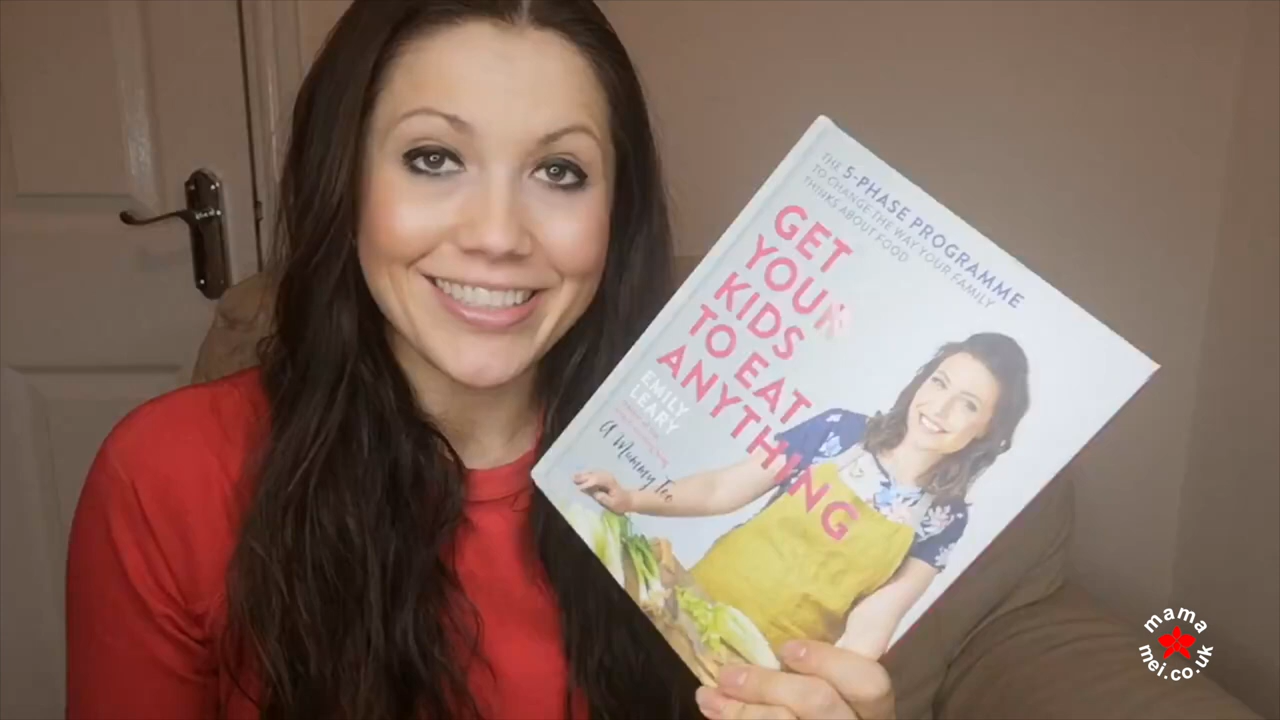 THE 5-PHASE PROGRAMME
TO CHANGE THE WAY YOUR FAMILY
THINKS ABOUT FOOD
GET
YOUR
KIDS
TO EAT
ANYTHING
EMILY
LEARY
A Mummy Too
mama
mei.co.uk